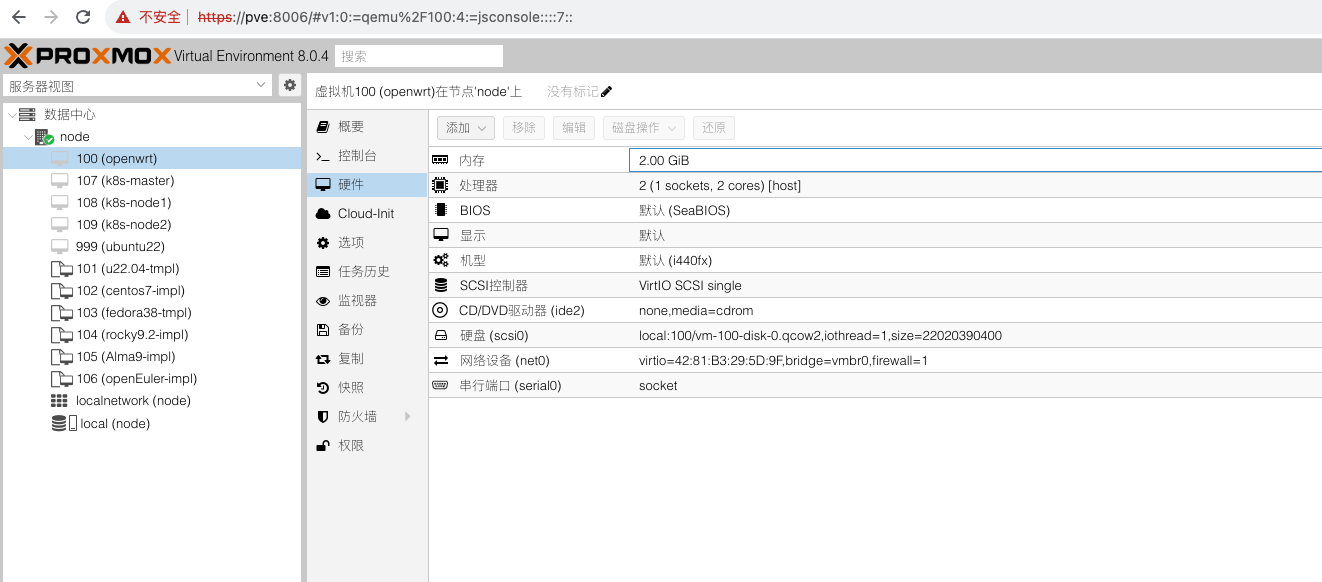 不安全 https://pve:8006/#v1:0:=qemu%2F100:4:=jsconsole::::7::
PROXMOX Virtual Environment 8.0.4 搜索
服务器视图
数据中心
node
100 (openwrt)
107 (k8s-master)
108 (k8s-node1)
109 (k8s-node2)
999 (ubuntu22)
101 (u22.04-tmpl)
102 (centos7-impl)
103 (fedora38-tmpl)
104 (rocky9.2-impl)
105 (Alma9-impl)
106 (openEuler-impl)
localnetwork (node)
local (node)
虚拟机100 (openwrt)在节点'node'上 没有标记
概要
控制台
硬件
Cloud-Init
选项
任务历史
监视器
备份
复制
快照
防火墙
权限
添加 移除 编辑 磁盘操作 还原
内存 2.00 GiB
处理器 2 (1 sockets, 2 cores) [host]
BIOS 默认 (SeaBIOS)
显示 默认
机型 默认 (i440fx)
SCSI控制器 VirtIO SCSI single
CD/DVD驱动器 (ide2) none,media=cdrom
硬盘 (scsi0) local:100/vm-100-disk-0.qcow2,iothread=1,size=22020390400
网络设备 (net0) virtio=42:81:B3:29:5D:9F,bridge=vmbr0,firewall=1
串行端口 (serial0) socket